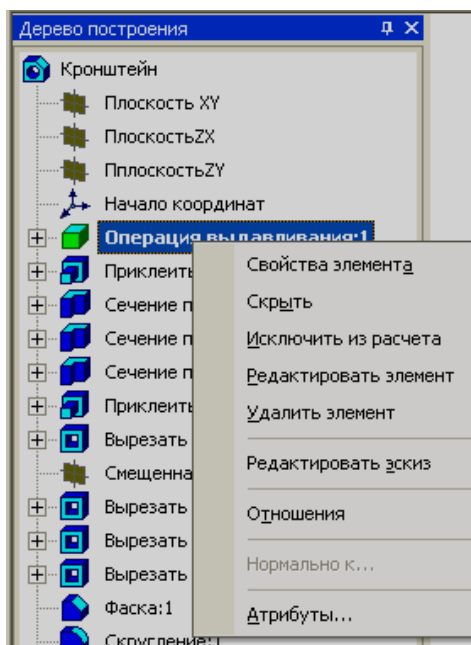 Дерево построения
Кронштейн
Плоскость XY
ПлоскостьZX
ПплоскостьZY
Начало координат
Операция выдавливания:1
Приклеить
Сечение п
Сечение п
Сечение п
Приклеить
Вырезать
Смещенна
Вырезать
Вырезать
Вырезать
Фаска:1
Скругление:1
Свойства элемента
Скрыть
Исключить из расчета
Редактировать элемент
Удалить элемент
Редактировать эскиз
Отношения
Нормально к...
Атрибуты...